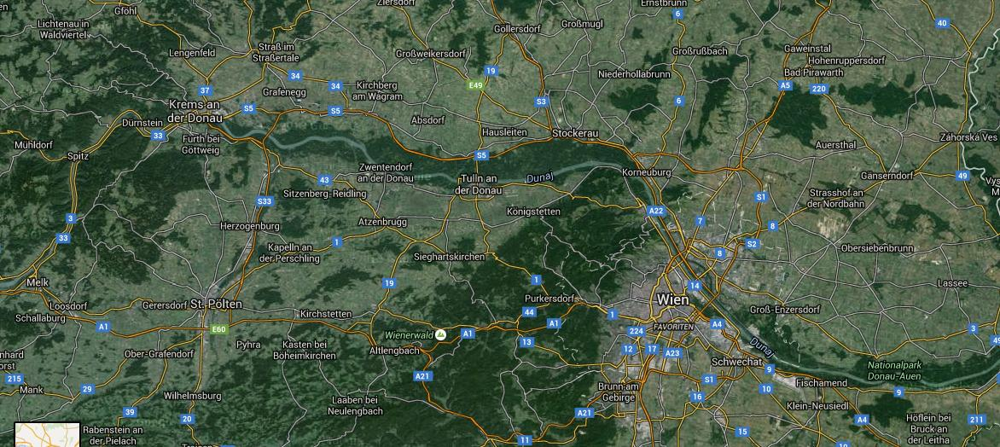 Gföhl
Ziersdorf
Ernstbrunn
6
Lichtenau im
Waldviertel
Göllersdorf
Großmugl
40
Straß im
Straßertale
Lengenfeld
Großweikersdorf
Großrußbach
Gaweinstal
Hohenruppersdorf
Bad Pirawarth
19
Niederhollabrunn
34
34
E49
A5
220
37
Grafenegg
Kirchberg
am Wagram
S3
6
Krems an
der Donau
S5
S5
Dürnstein
Absdorf
33
Hausleiten
Stockerau
Furth bei
Göttweig
Záhorská Ves
Mühldorf
Auersthal
Spitz
S5
Zwentendorf
an der Donau
Tulln an
der Donau
Dunaj
Korneuburg
Gänserndorf
49
43
Sitzenberg-Reidling
Strasshof an
der Nordbahn
S33
S1
Königstetten
A22
3
7
8
Herzogenburg
Atzenbrugg
33
1
S2
Kapelln an
der Perschling
Sieghartskirchen
8
Obersiebenbrunn
Melk
19
1
14
Lassee
Loosdorf
Gerersdorf
St. Pölten
Purkersdorf
Wien
Groß-Enzersdorf
Schallaburg
Kirchstetten
44
1
A1
E60
A1
FAVORITEN
A4
3
Wienerwald
A1
224
Pyhra
Kasten bei
Böheimkirchen
13
Dunaj
Ober-Grafendorf
Altlengbach
12
17
A23
Schwechat
Nationalpark
Donau-Auen
215
A21
S1
9
Mank
29
Brunn am
Gebirge
10
Fischamend
9
Wilhelmsburg
Laaben bei
Neulengbach
16
Klein-Neusiedl
39
20
A21
A4
Höflein bei
Bruck an
der Leitha
211
Rabenstein an
der Pielach
15
11